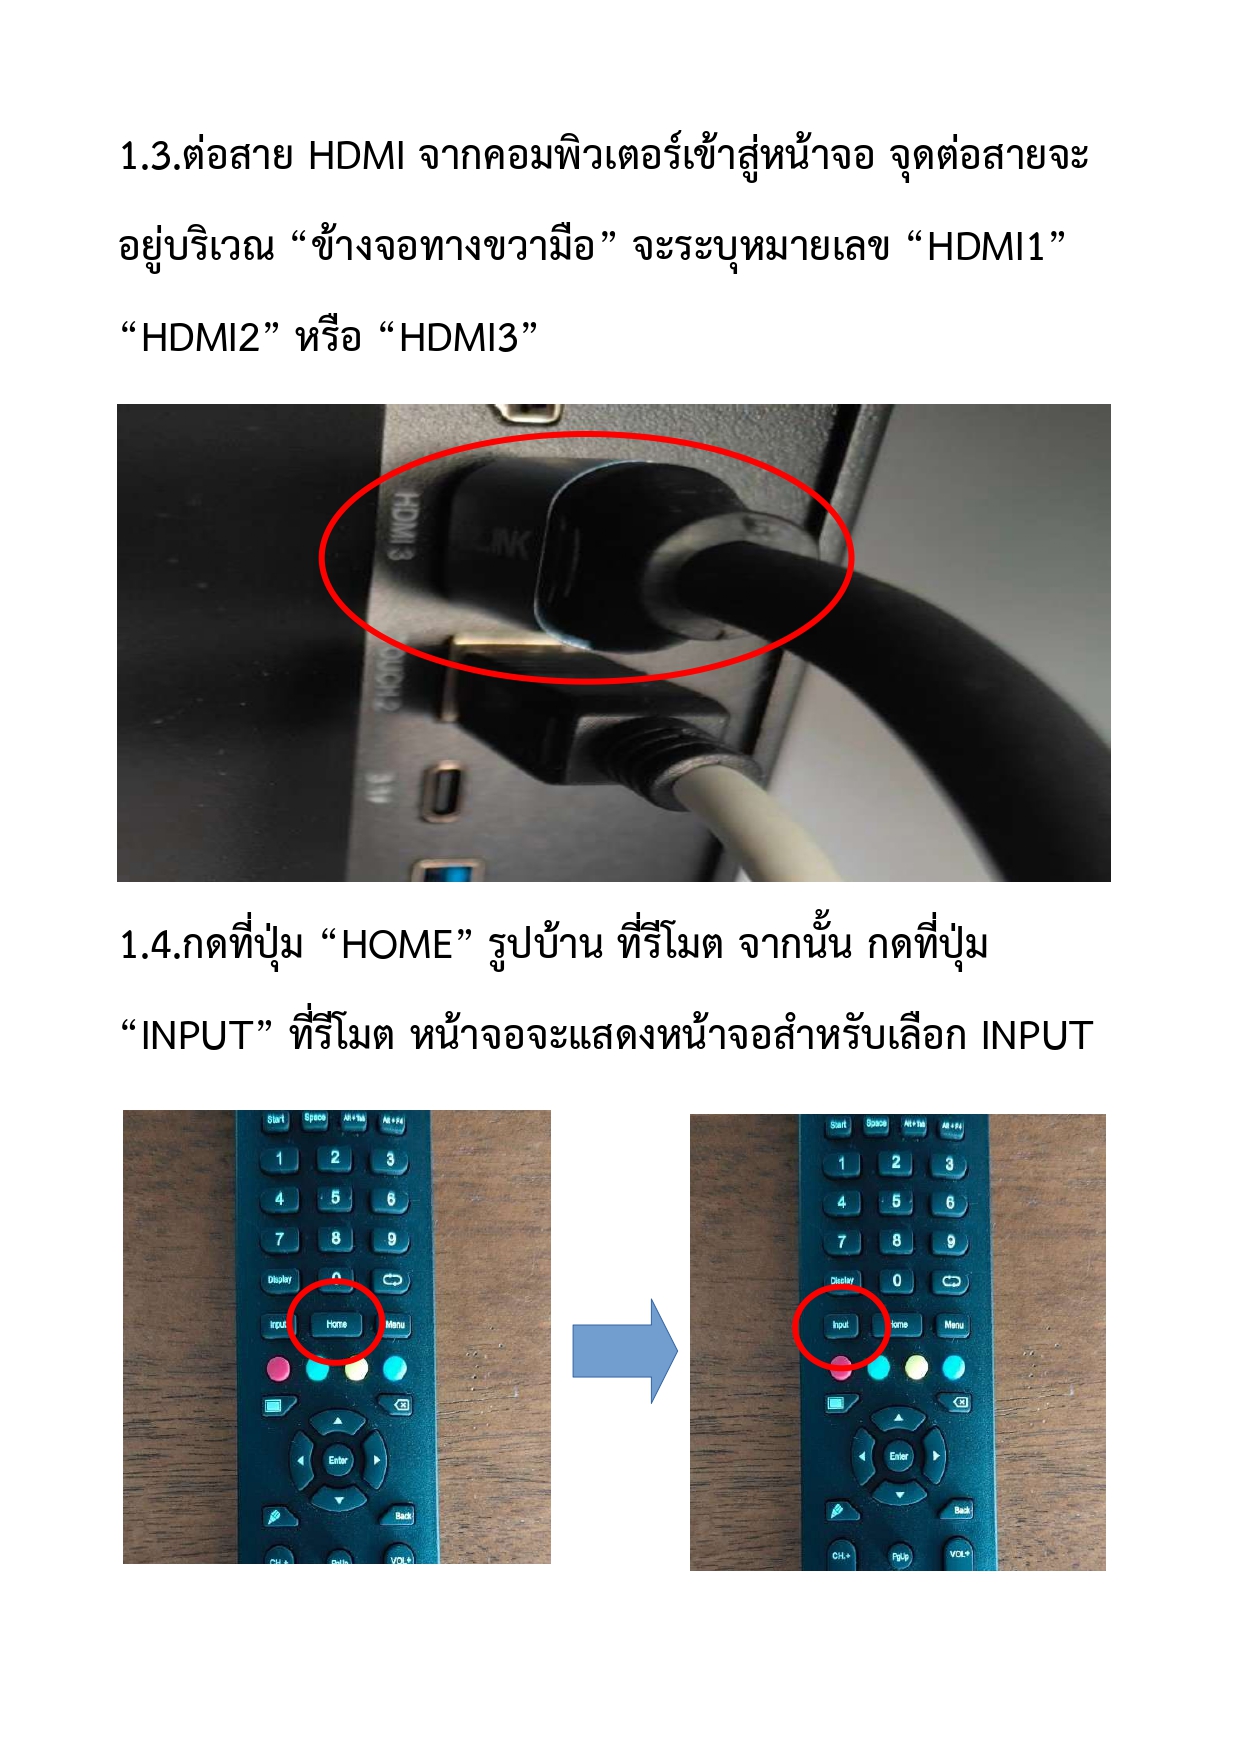 1.3.ต่อสาย HDMI จากคอมพิวเตอร์เข้าสู่หน้าจอ จุดต่อสายจะ
อยู่บริเวณ “ข้างจอทางขวามือ” จะระบุหมายเลข “HDMI1”
“HDMI2” หรือ “HDMI3”
HDMI 3
LINK
1.4.กดที่ปุ่ม “HOME” รูปบ้าน ที่รีโมต จากนั้น กดที่ปุ่ม
“INPUT” ที่รีโมต หน้าจอจะแสดงหน้าจอสำหรับเลือก INPUT
Start Space Alt+Tab Alt+F4
1 2 3
4 5 6
7 8 9
Display 0
Input Home Menu
Enter
Back
CH.+ PgUp VOL+
Start Space Alt+Tab Alt+F4
1 2 3
4 5 6
7 8 9
Display 0
Input Home Menu
Enter
Back
CH.+ PgUp VOL+